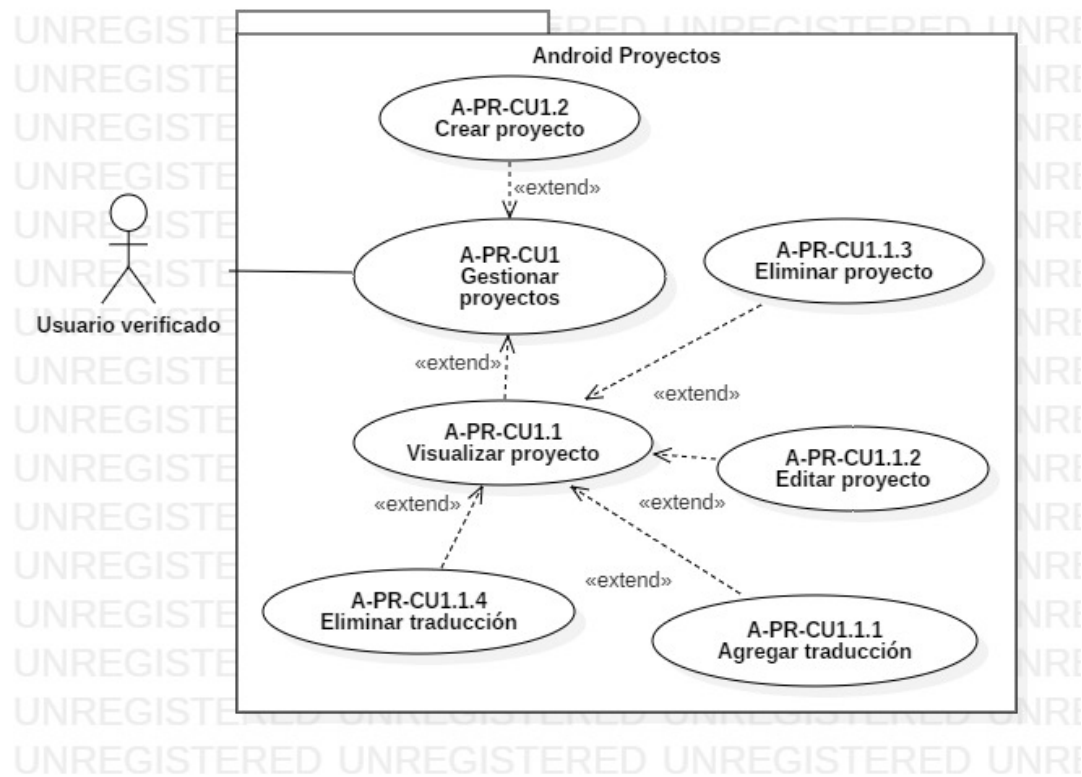 UNREGISTERED UNREGISTERED UNRE
Android Proyectos
A-PR-CU1.2
Crear proyecto
«extend»
A-PR-CU1
Gestionar
proyectos
A-PR-CU1.1.3
Eliminar proyecto
Usuario verificado
«extend»
«extend»
A-PR-CU1.1
Visualizar proyecto
A-PR-CU1.1.2
Editar proyecto
«extend»
«extend»
«extend»
A-PR-CU1.1.4
Eliminar traducción
A-PR-CU1.1.1
Agregar traducción
UNREGISTERED UNREGISTERED UNRE